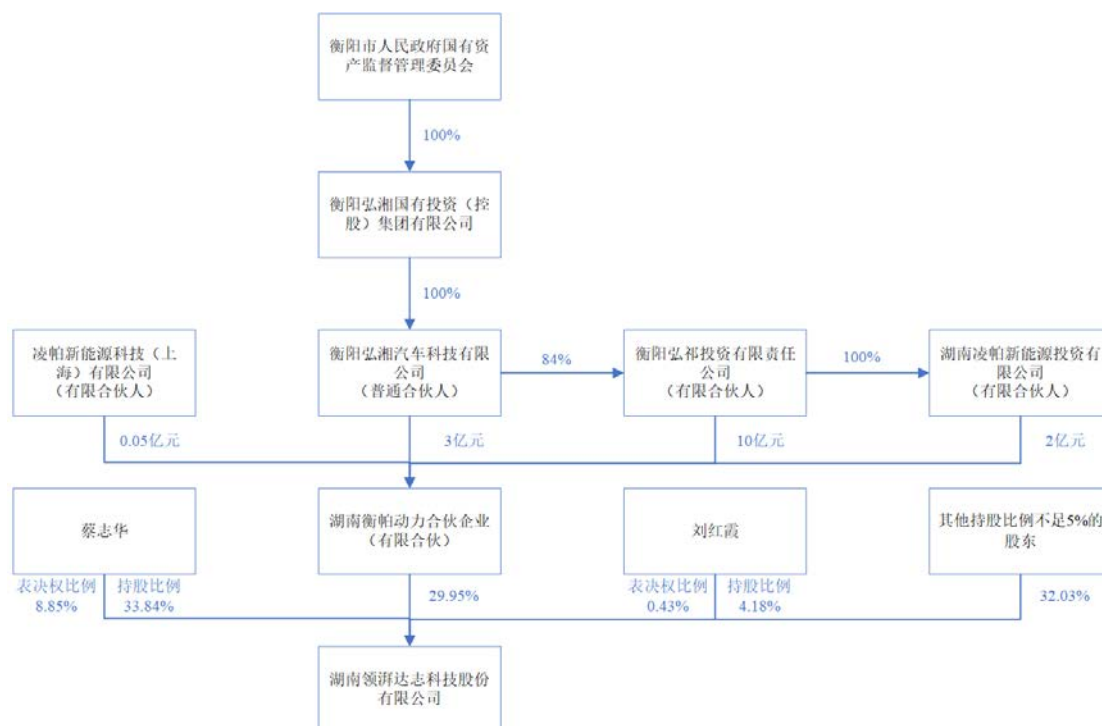 衡阳市人民政府国有资
产监督管理委员会
100%
衡阳弘湘国有投资（控
股）集团有限公司
100%
凌帕新能源科技（上
海）有限公司
（有限合伙人）
衡阳弘湘汽车科技有限
公司
（普通合伙人）
84%
衡阳弘祁投资有限责任
公司
（有限合伙人）
100%
湖南凌帕新能源投资有
限公司
（有限合伙人）
0.05亿元
3亿元
10亿元
2亿元
蔡志华
湖南衡帕动力合伙企业
（有限合伙）
刘红霞
其他持股比例不足5%的
股东
表决权比例
8.85%
持股比例
33.84%
29.95%
表决权比例
0.43%
持股比例
4.18%
32.03%
湖南领湃达志科技股份
有限公司